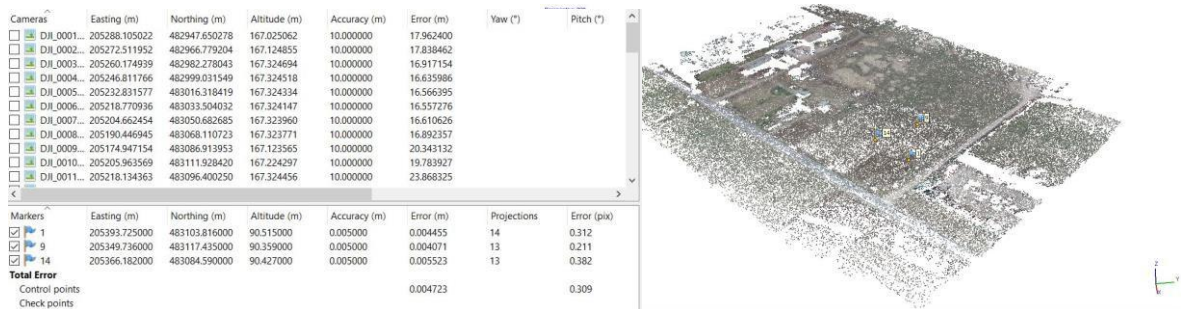 Cameras Easting (m) Northing (m) Altitude (m) Accuracy (m) Error (m) Yaw (°) Pitch (°)
DJI_0001... 205288.105022 482947.650278 167.025062 10.000000 17.962400
DJI_0002... 205272.511952 482966.779204 167.124855 10.000000 17.838462
DJI_0003... 205260.174939 482982.278043 167.324694 10.000000 16.917154
DJI_0004... 205246.811766 482999.031549 167.324518 10.000000 16.635986
DJI_0005... 205232.831577 483016.318419 167.324334 10.000000 16.566395
DJI_0006... 205218.770936 483033.504032 167.324147 10.000000 16.557276
DJI_0007... 205204.662454 483050.682685 167.323960 10.000000 16.610626
DJI_0008... 205190.446945 483068.110723 167.323771 10.000000 16.892357
DJI_0009... 205174.947154 483086.913953 167.123565 10.000000 20.343132
DJI_0010... 205205.963569 483111.928420 167.224297 10.000000 19.783927
DJI_0011... 205218.134363 483096.400250 167.324456 10.000000 23.868325
Markers Easting (m) Northing (m) Altitude (m) Accuracy (m) Error (m) Projections Error (pix)
1 205393.725000 483103.816000 90.515000 0.005000 0.004455 14 0.312
9 205349.736000 483117.435000 90.359000 0.005000 0.004071 13 0.211
14 205366.182000 483084.590000 90.427000 0.005000 0.005523 13 0.382
Total Error
Control points 0.004723 0.309
Check points
Z
Y
X